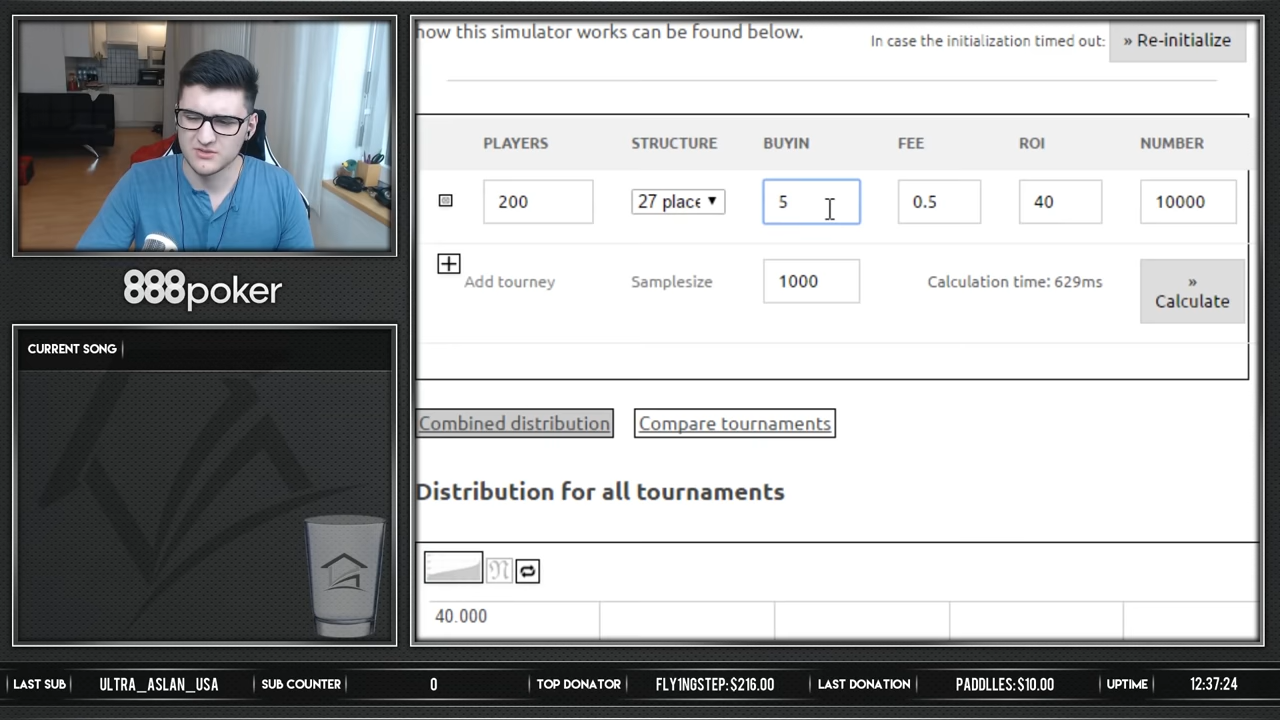 how this simulator works can be found below.
In case the initialization timed out: » Re-initialize
PLAYERS STRUCTURE BUYIN FEE ROI NUMBER
200 27 place 5 0.5 40 10000
Add tourney Samplesize 1000 Calculation time: 629ms »
Calculate
888poker
CURRENT SONG
Combined distribution Compare tournaments
Distribution for all tournaments
40.000
LAST SUB ULTRA_ASLAN_USA SUB COUNTER 0 TOP DONATOR FLY1NGSTEP: $216.00 LAST DONATION PADDLLES: $10.00 UPTIME 12:37:24